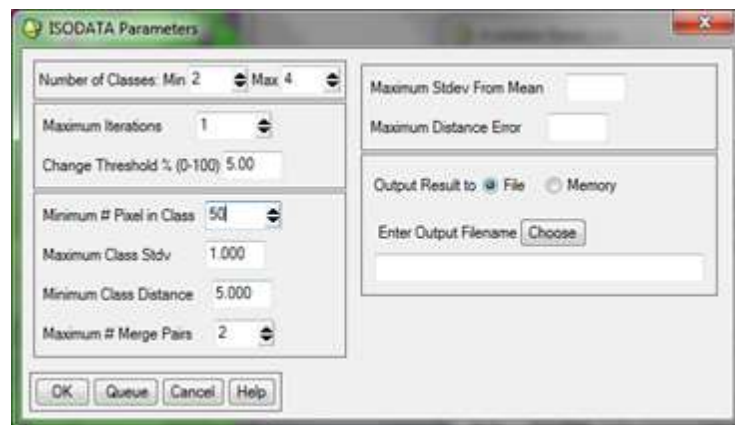 ISODATA Parameters
Number of Classes: Min 2 Max 4
Maximum Iterations 1
Change Threshold % (0-100) 5.00
Minimum # Pixel in Class 50
Maximum Class Stdv 1.000
Minimum Class Distance 5.000
Maximum # Merge Pairs 2
OK Queue Cancel Help
Maximum Stdev From Mean
Maximum Distance Error
Output Result to File Memory
Enter Output Filename Choose